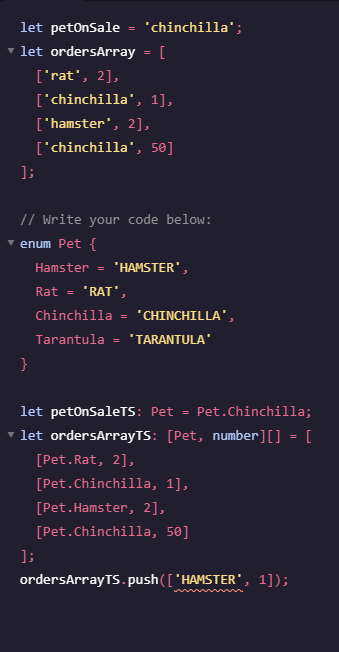 let petOnSale = 'chinchilla';
let ordersArray = [
  ['rat', 2],
  ['chinchilla', 1],
  ['hamster', 2],
  ['chinchilla', 50]
];

// Write your code below:
enum Pet {
  Hamster = 'HAMSTER',
  Rat = 'RAT',
  Chinchilla = 'CHINCHILLA',
  Tarantula = 'TARANTULA'
}

let petOnSaleTS: Pet = Pet.Chinchilla;
let ordersArrayTS: [Pet, number][] = [
  [Pet.Rat, 2],
  [Pet.Chinchilla, 1],
  [Pet.Hamster, 2],
  [Pet.Chinchilla, 50]
];
ordersArrayTS.push(['HAMSTER', 1]);